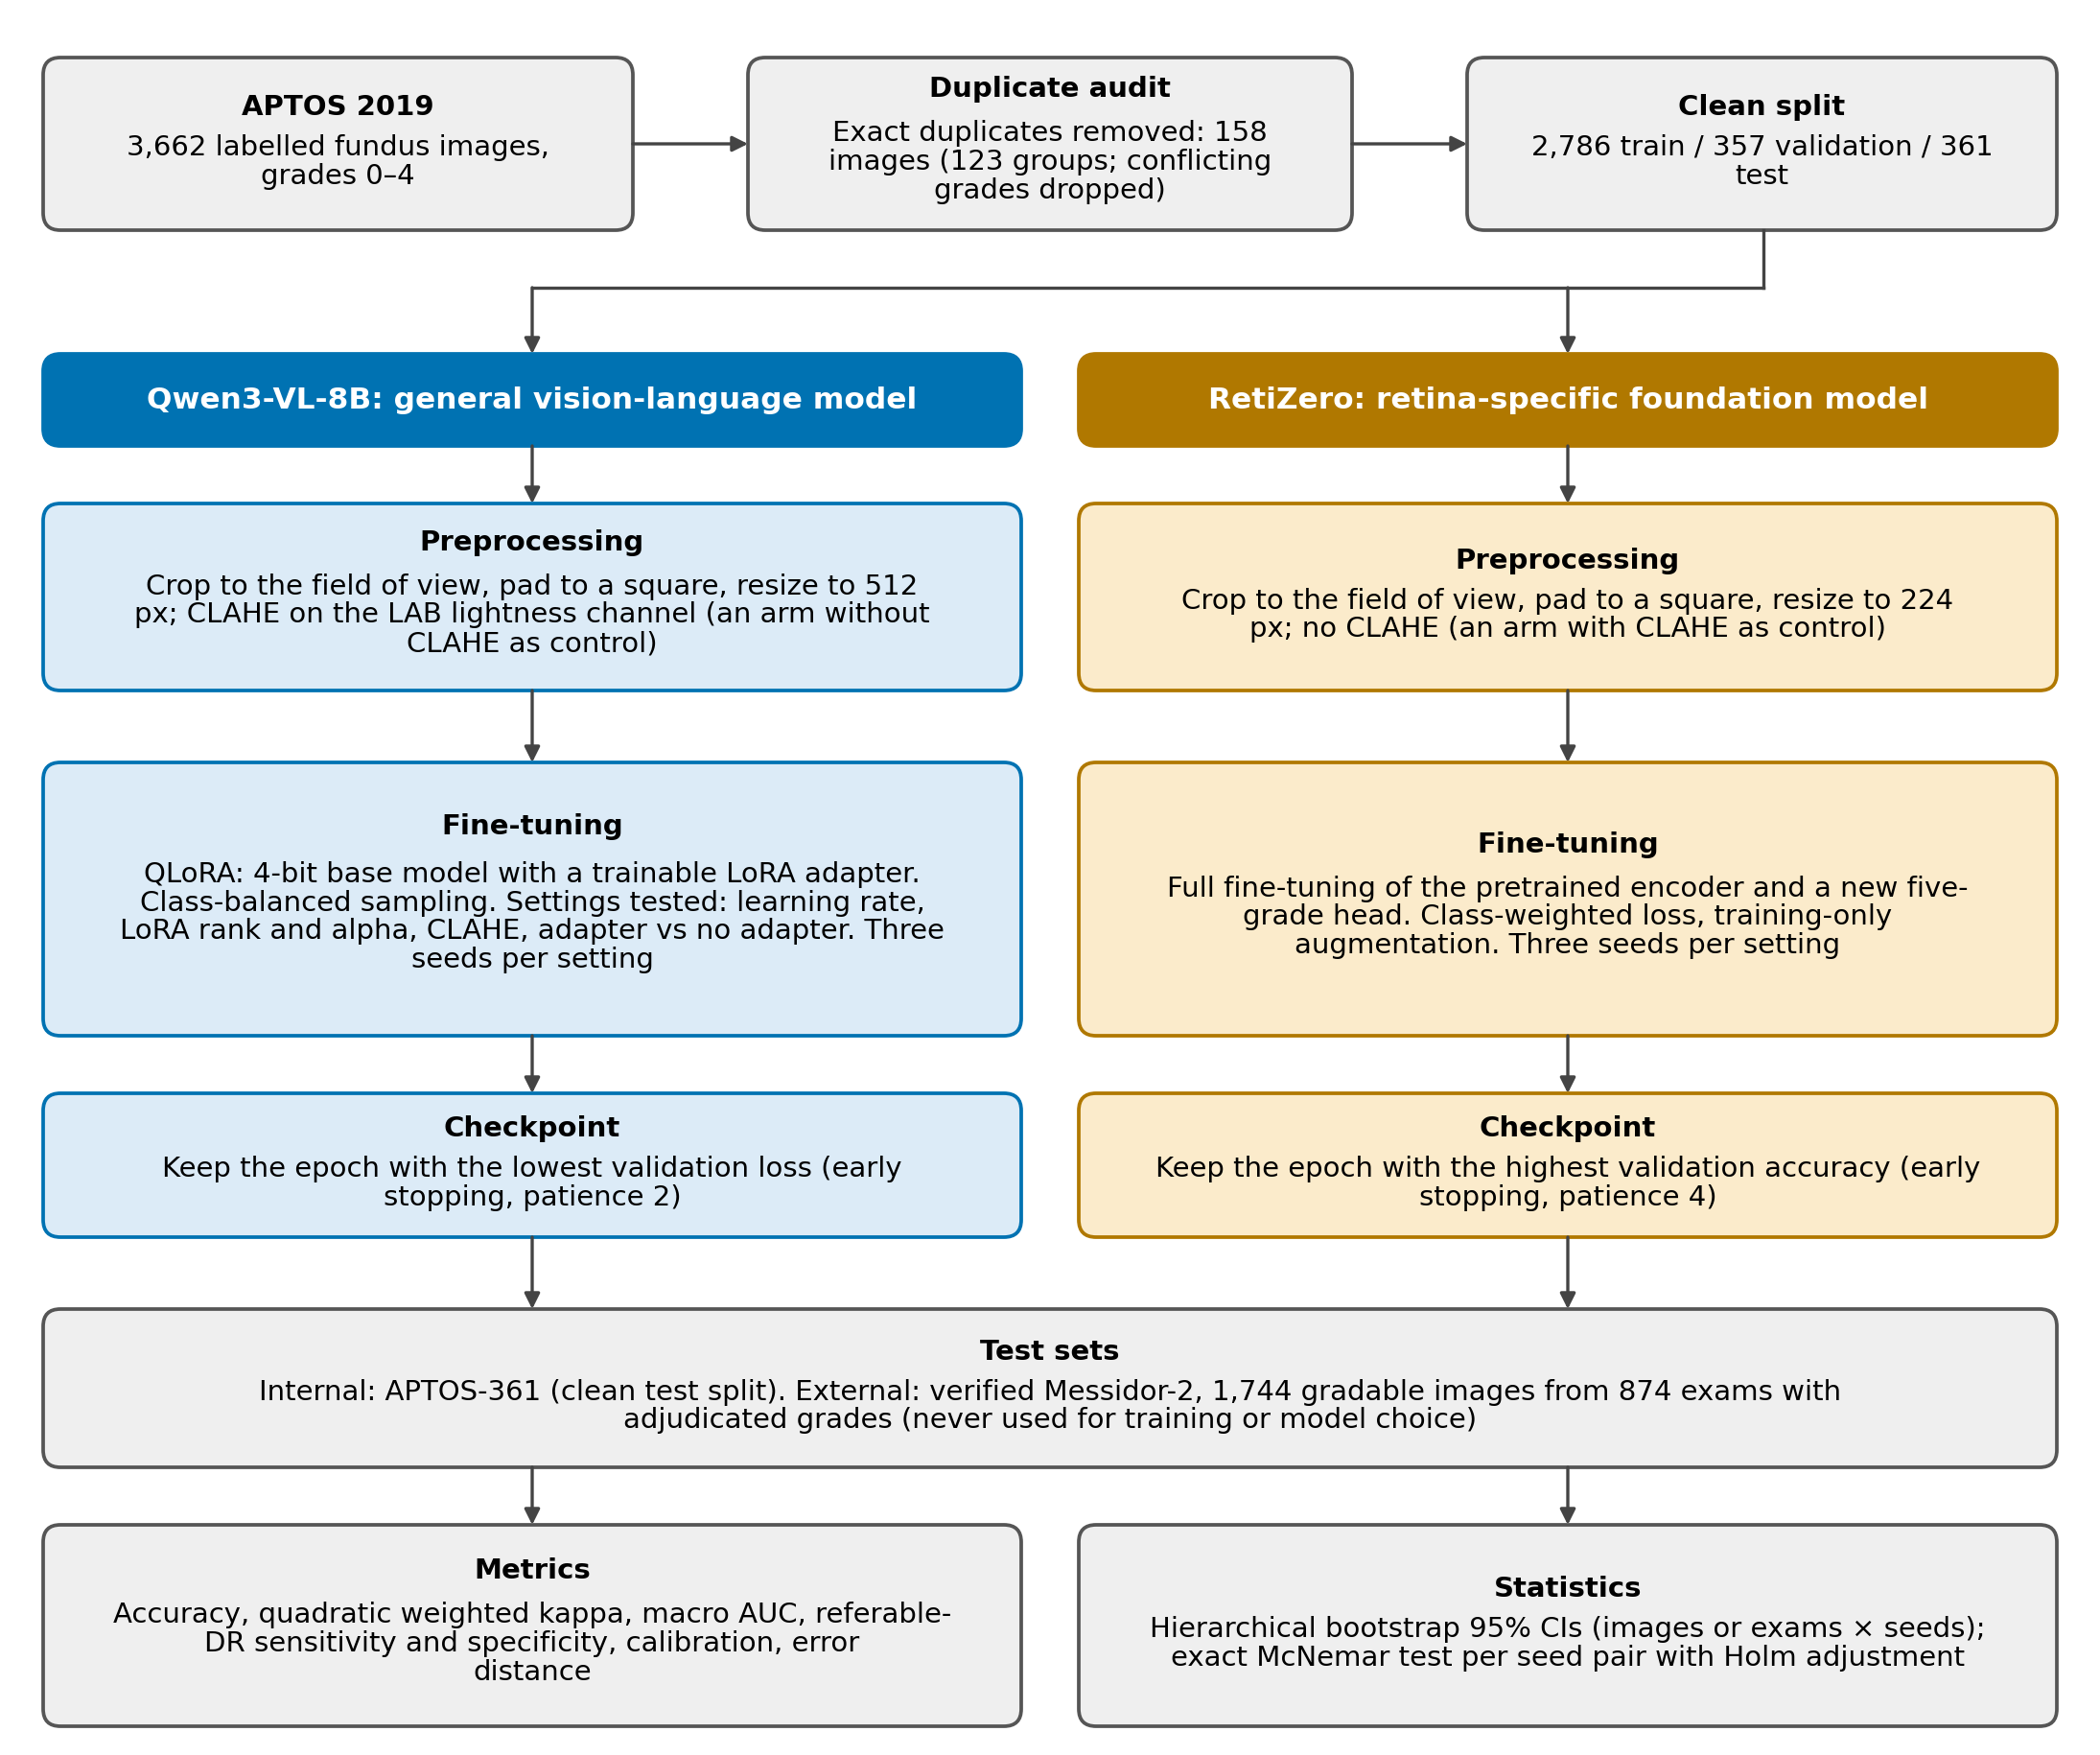 APTOS 2019
3,662 labelled fundus images,
grades 0–4
Duplicate audit
Exact duplicates removed: 158
images (123 groups; conflicting
grades dropped)
Clean split
2,786 train / 357 validation / 361
test
Qwen3-VL-8B: general vision-language model
RetiZero: retina-specific foundation model
Preprocessing
Crop to the field of view, pad to a square, resize to 512
px; CLAHE on the LAB lightness channel (an arm without
CLAHE as control)
Preprocessing
Crop to the field of view, pad to a square, resize to 224
px; no CLAHE (an arm with CLAHE as control)
Fine-tuning
QLoRA: 4-bit base model with a trainable LoRA adapter.
Class-balanced sampling. Settings tested: learning rate,
LoRA rank and alpha, CLAHE, adapter vs no adapter. Three
seeds per setting
Fine-tuning
Full fine-tuning of the pretrained encoder and a new five-
grade head. Class-weighted loss, training-only
augmentation. Three seeds per setting
Checkpoint
Keep the epoch with the lowest validation loss (early
stopping, patience 2)
Checkpoint
Keep the epoch with the highest validation accuracy (early
stopping, patience 4)
Test sets
Internal: APTOS-361 (clean test split). External: verified Messidor-2, 1,744 gradable images from 874 exams with
adjudicated grades (never used for training or model choice)
Metrics
Accuracy, quadratic weighted kappa, macro AUC, referable-
DR sensitivity and specificity, calibration, error
distance
Statistics
Hierarchical bootstrap 95% CIs (images or exams × seeds);
exact McNemar test per seed pair with Holm adjustment